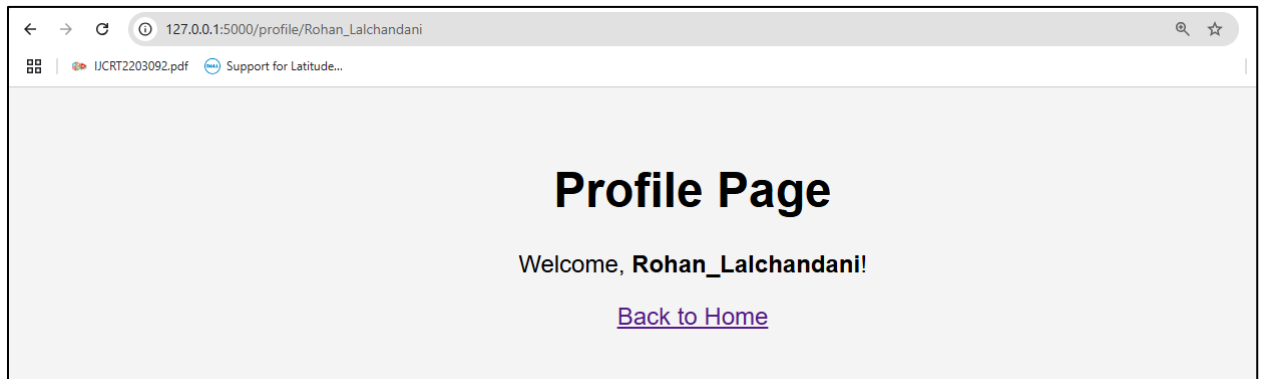 127.0.0.1:5000/profile/Rohan_Lalchandani
IJCRT2203092.pdf Support for Latitude...
Profile Page
Welcome, Rohan_Lalchandani!
Back to Home